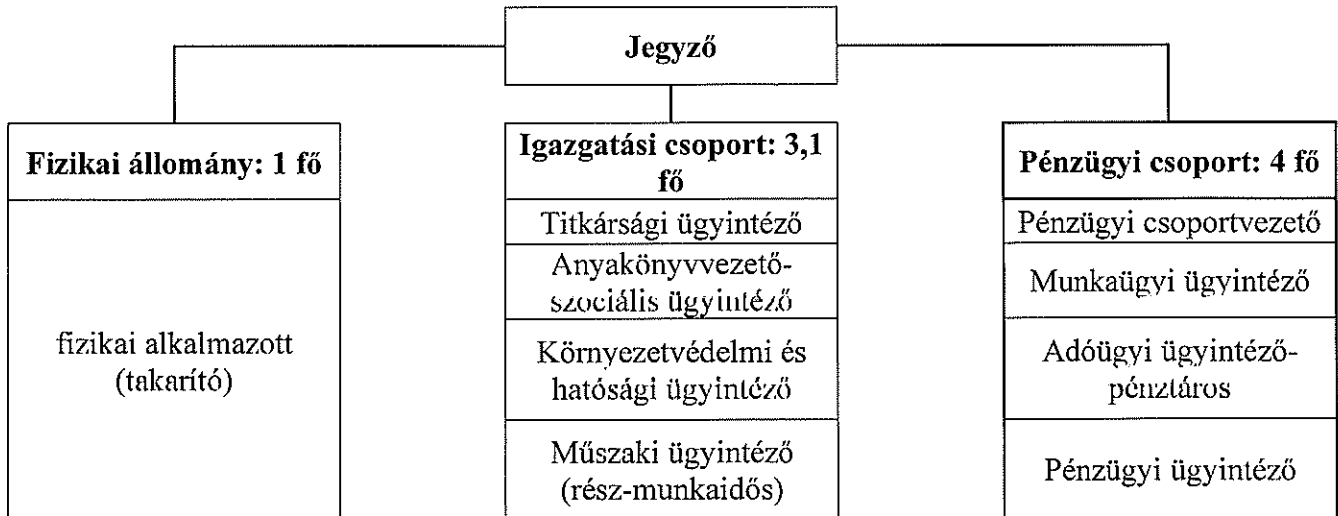 Jegyző
Fizikai állomány: 1 fő
fizikai alkalmazott
(takarító)
Igazgatási csoport: 3,1
fő
Titkársági ügyintéző
Anyakönyvvezető-
szociális ügyintéző
Környezetvédelmi és
hatósági ügyintéző
Műszaki ügyintéző
(rész-munkaidős)
Pénzügyi csoport: 4 fő
Pénzügyi csoportvezető
Munkaügyi ügyintéző
Adóügyi ügyintéző-
pénztáros
Pénzügyi ügyintéző